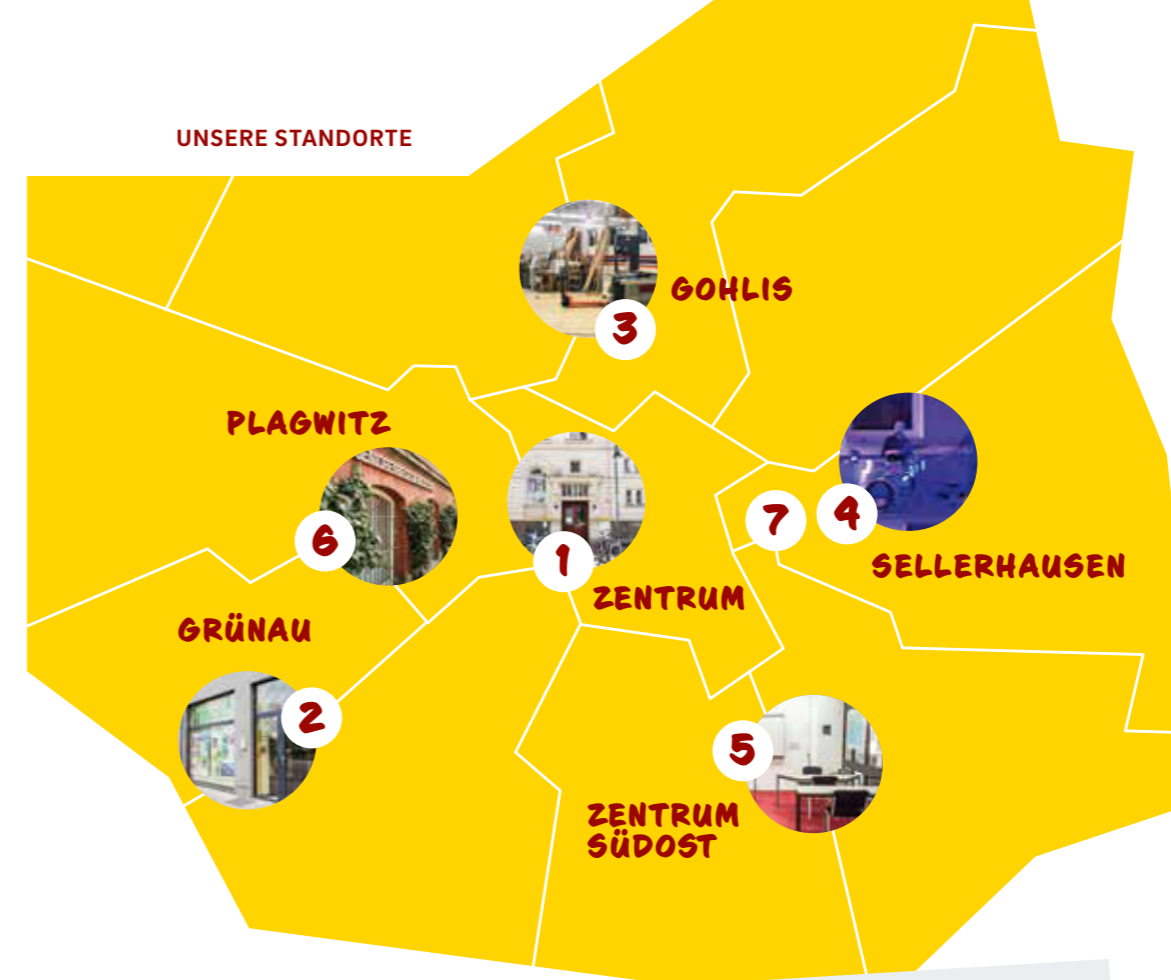 UNSERE STANDORTE
GOHLIS
3
PLAGWITZ
6
1
ZENTRUM
7
4
SELLERHAUSEN
GRÜNAU
2
5
ZENTRUM
SÜDOST